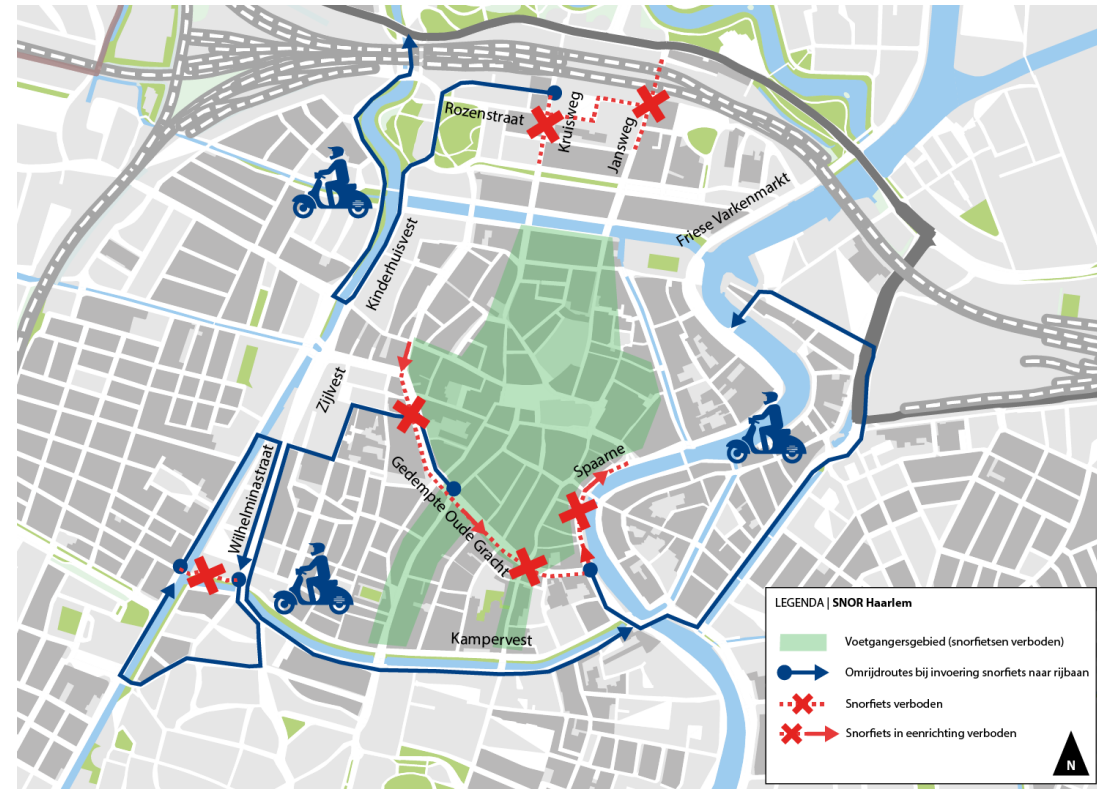 Rozenstraat
Kruisweg
Jansweg
Friese Varkenmarkt
Kinderhuisvest
Zijlvest
Gedempte Oude Gracht
Spaarne
Wilhelminastraat
Kampervest
LEGENDA | SNOR Haarlem
Voetgangersgebied (snorfietsen verboden)
Omrijdroutes bij invoering snorfiets naar rijbaan
Snorfiets verboden
Snorfiets in eenrichting verboden
N